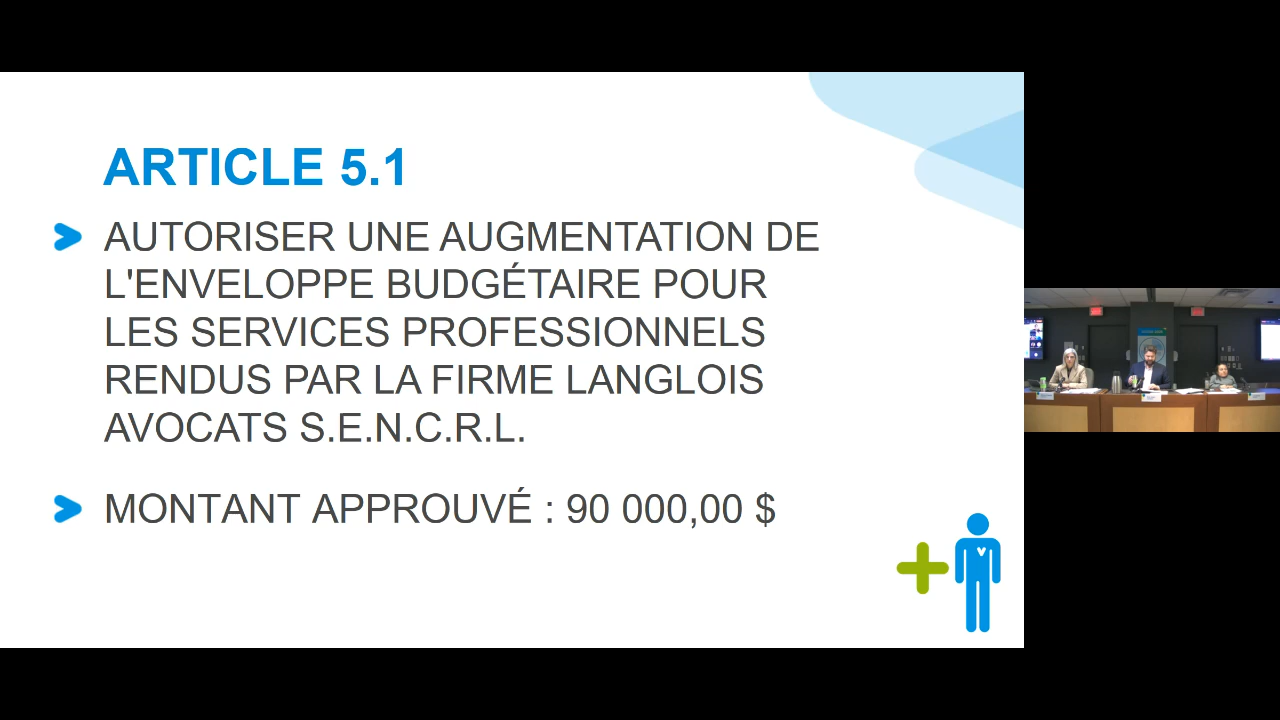 ARTICLE 5.1
AUTORISER UNE AUGMENTATION DE
L'ENVELOPPE BUDGÉTAIRE POUR
LES SERVICES PROFESSIONNELS
RENDUS PAR LA FIRME LANGLOIS
AVOCATS S.E.N.C.R.L.
MONTANT APPROUVÉ : 90 000,00 $